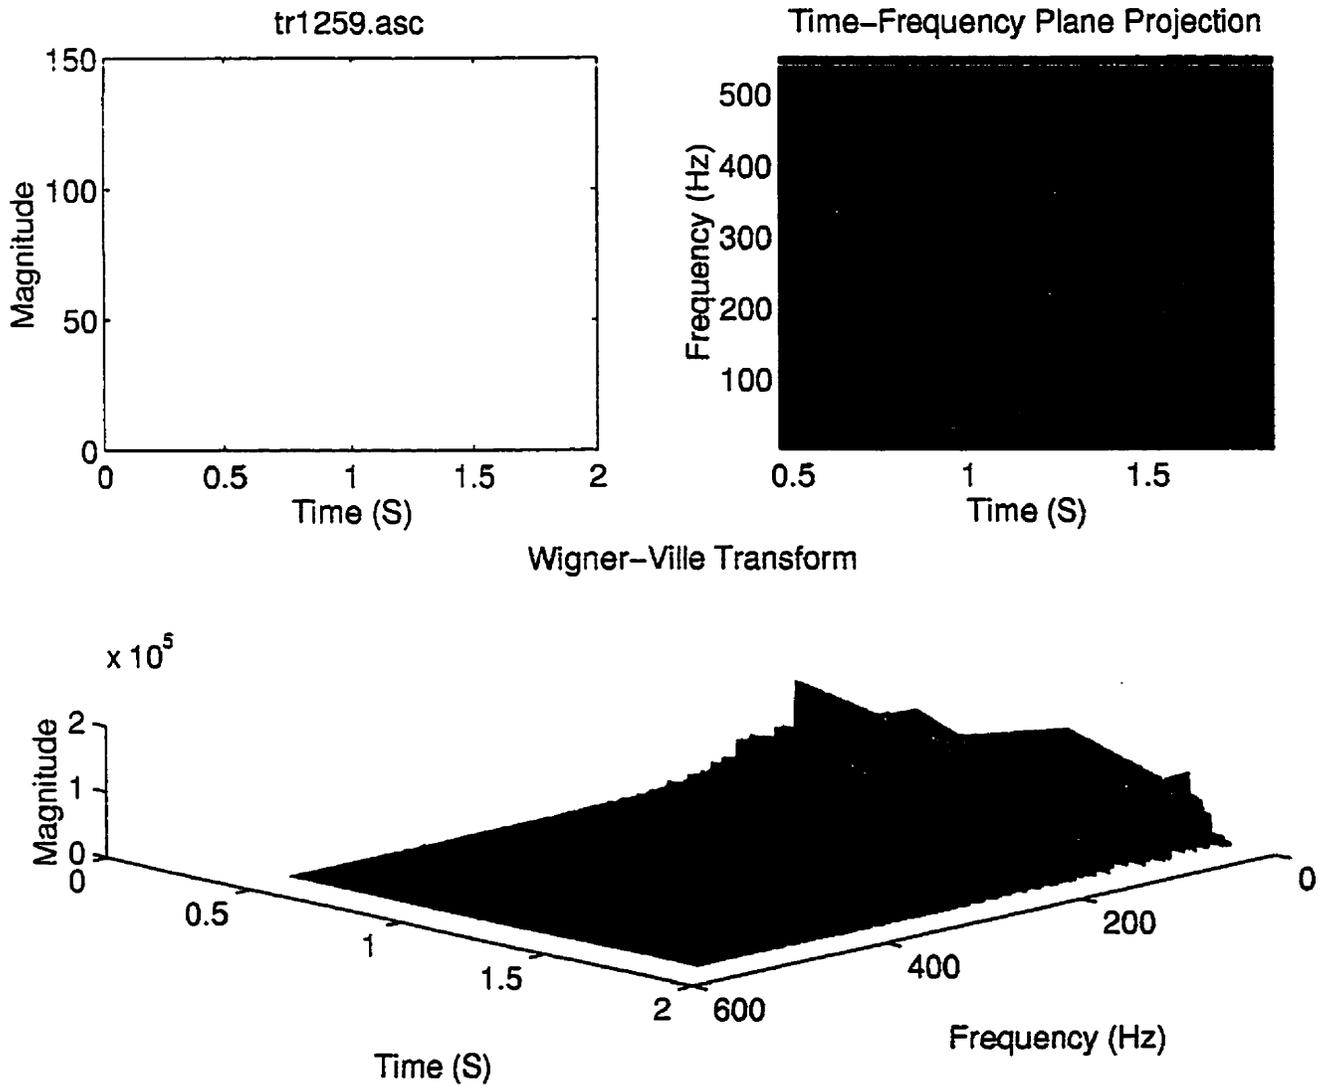 tr1259.asc
150
100
50
0
Magnitude
0 0.5 1 1.5 2
Time (S)
Time–Frequency Plane Projection
500
400
300
200
100
Frequency (Hz)
0.5 1 1.5
Time (S)
Wigner–Ville Transform
x 10^5
2
1
0
Magnitude
0
0.5
1
1.5
2
Time (S)
600
400
200
0
Frequency (Hz)